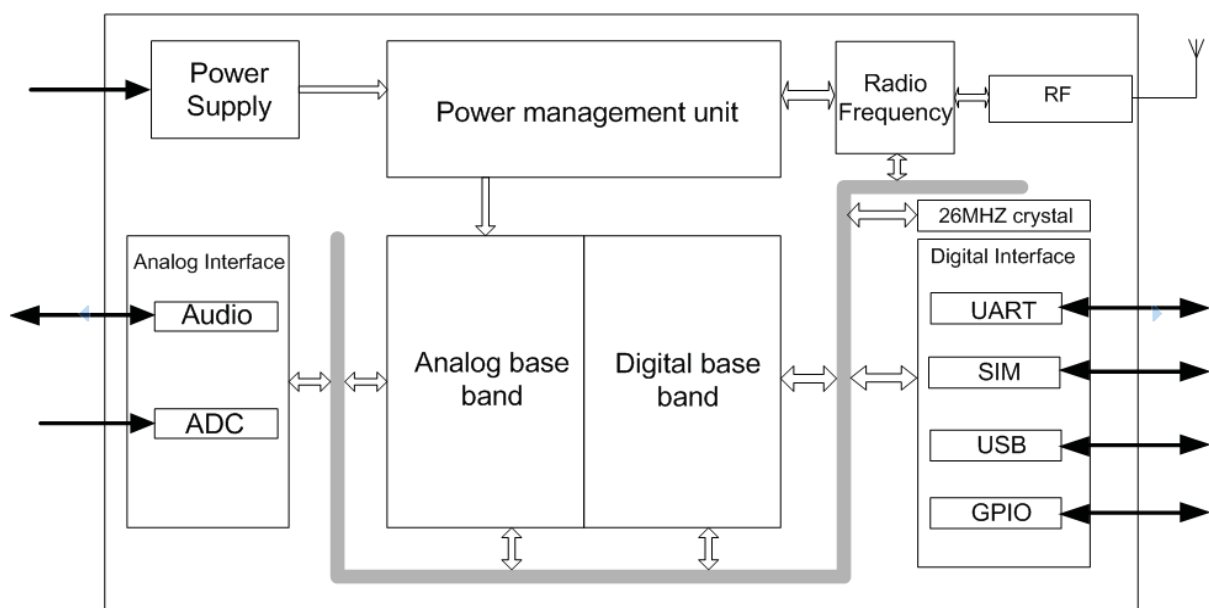 Power
Supply
Power management unit
Radio
Frequency
RF
26MHZ crystal
Analog Interface
Audio
ADC
Analog base
band
Digital base
band
Digital Interface
UART
SIM
USB
GPIO